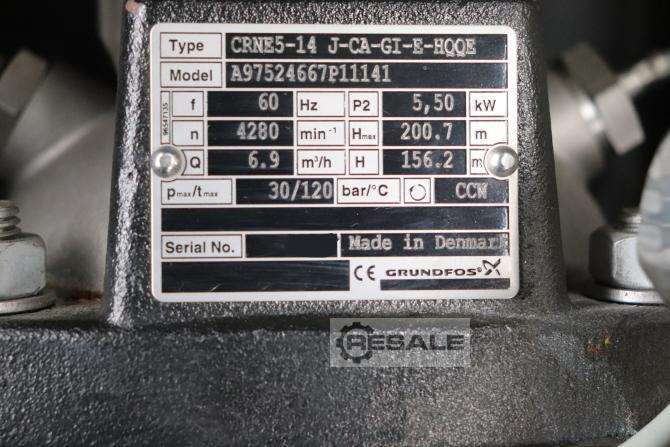 Type CRNE5-14 J-CA-GI-E-HQQE
Model A97524667P11141
f 60 Hz P2 5,50 kW
n 4280 min⁻¹ Hmax 200.7 m
Q 6.9 m³/h H 156.2 m
pmax/tmax 30/120 bar/°C CCW
Serial No. Made in Denmark
CE GRUNDFOS
96547135
RESALE